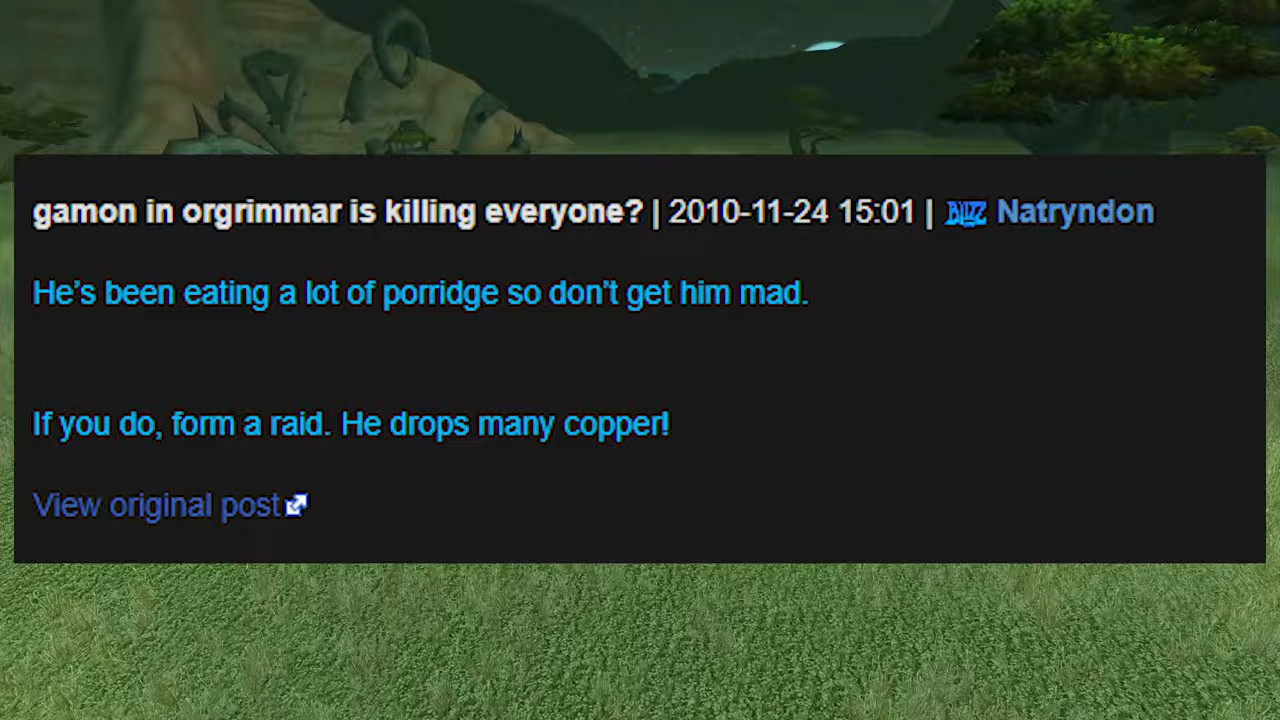 gamon in orgrimmar is killing everyone? | 2010-11-24 15:01 | BLIZZ Natryndon
He's been eating a lot of porridge so don't get him mad.
If you do, form a raid. He drops many copper!
View original post